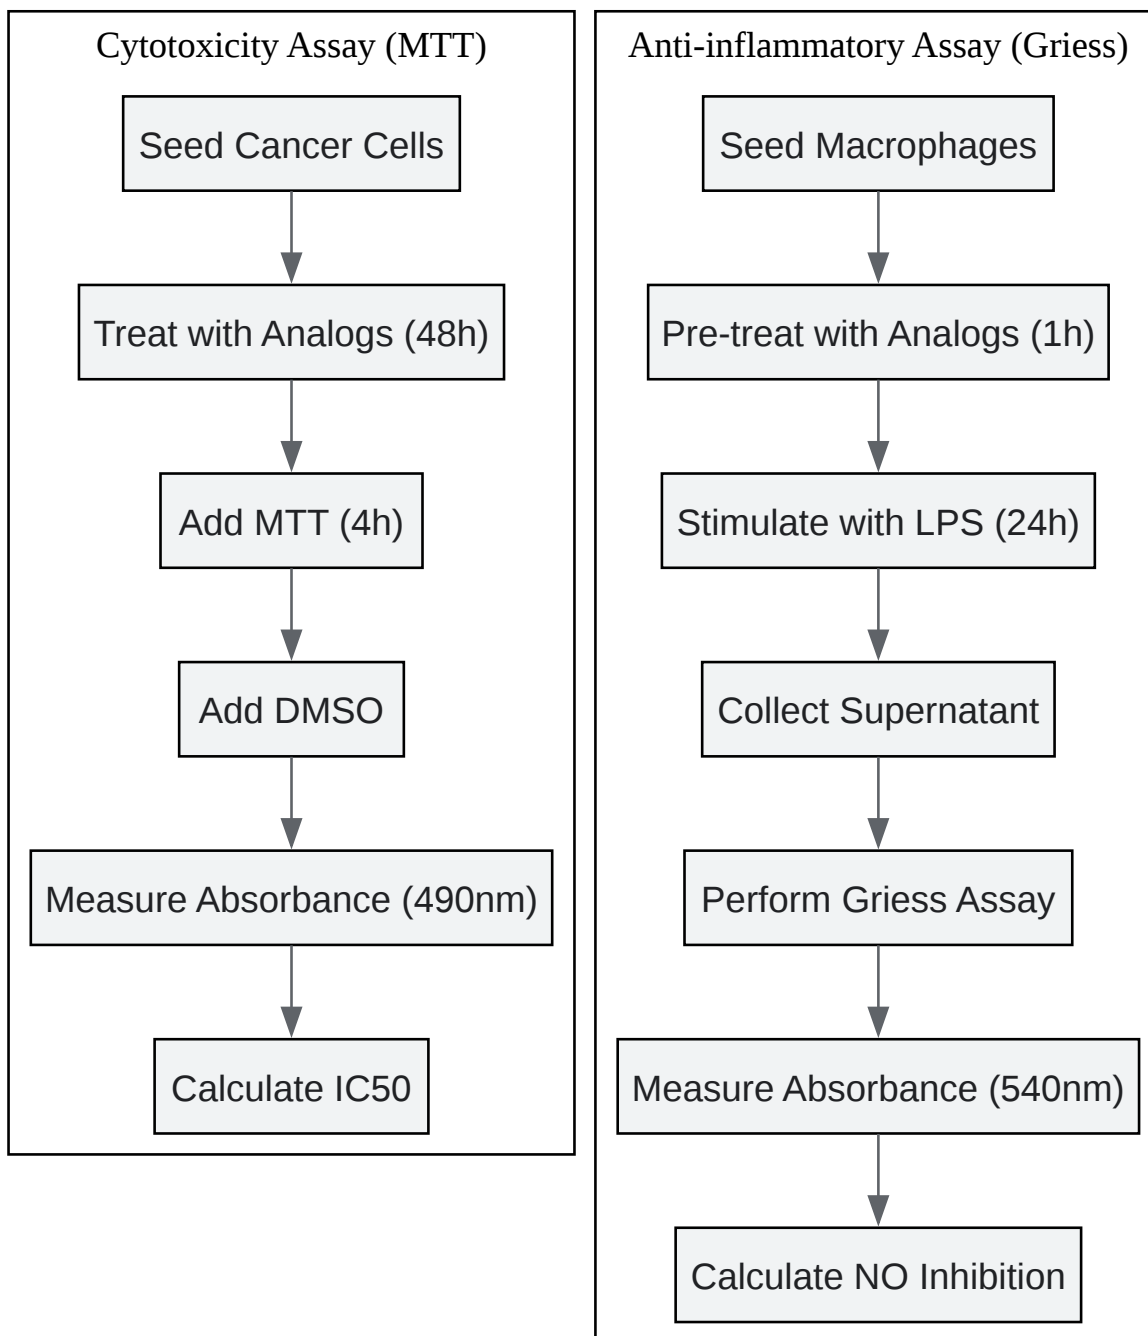 Cytotoxicity Assay (MTT)
Seed Cancer Cells
Treat with Analogs (48h)
Add MTT (4h)
Add DMSO
Measure Absorbance (490nm)
Calculate IC50
Anti-inflammatory Assay (Griess)
Seed Macrophages
Pre-treat with Analogs (1h)
Stimulate with LPS (24h)
Collect Supernatant
Perform Griess Assay
Measure Absorbance (540nm)
Calculate NO Inhibition